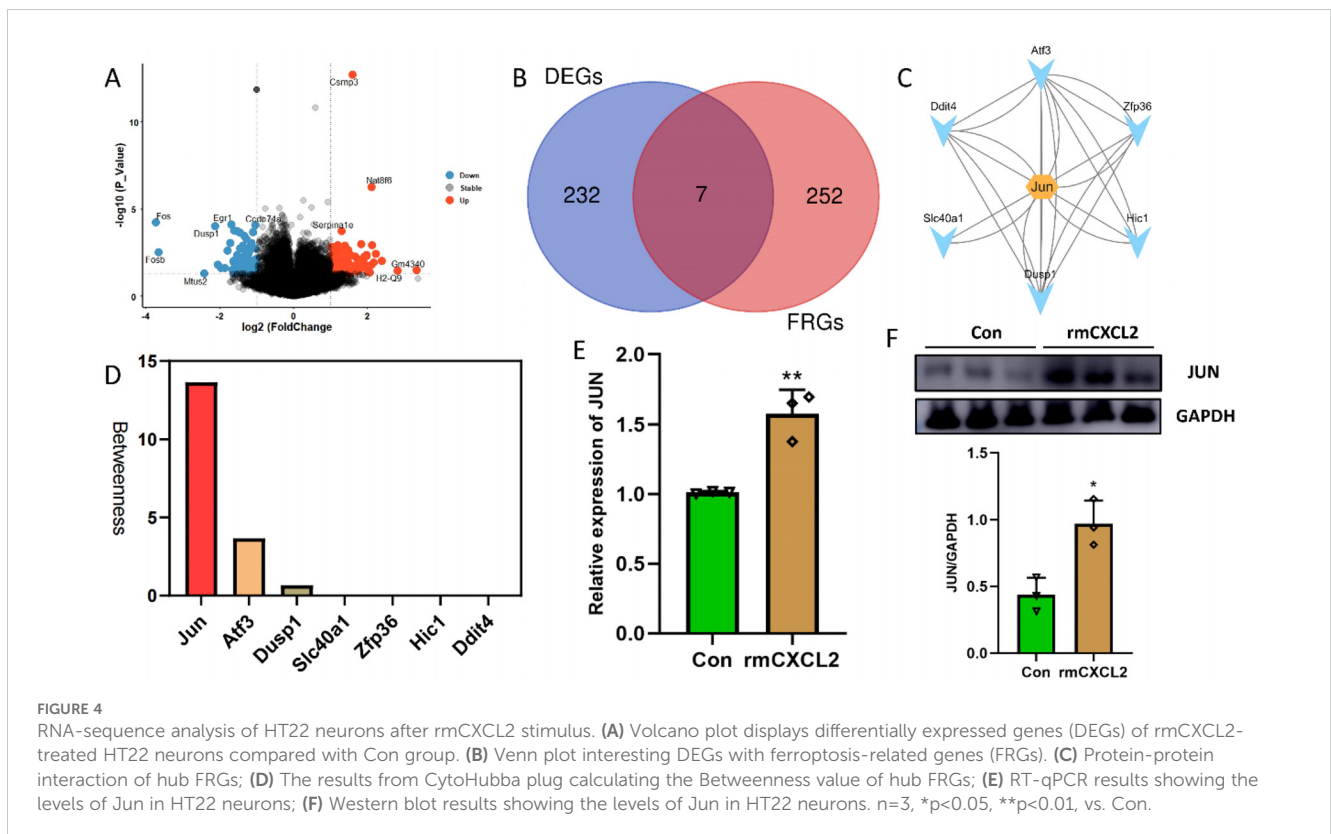 A
Csmp3
10
Nat8f6
-log10 (P_Value)
Down
Stable
Up
5
Fos
Egr1
Ccdc74a
Dusp1
Serpina1e
Fosb
Gm4340
Mtus2
H2-Q9
0
-4
-2
0
2
log2 (FoldChange
B
DEGs
232
7
252
FRGs
C
Atf3
Ddit4
Zfp36
Jun
Slc40a1
Hic1
Dusp1
D
Betweenness
15
10
5
0
Jun
Atf3
Dusp1
Slc40a1
Zfp36
Hic1
Ddit4
E
Relative expression of JUN
2.0
1.5
1.0
0.5
0.0
**
Con
rmCXCL2
F
Con
rmCXCL2
JUN
GAPDH
JUN/GAPDH
1.5
1.0
0.5
0.0
*
Con
rmCXCL2
FIGURE 4
RNA-sequence analysis of HT22 neurons after rmCXCL2 stimulus. (A) Volcano plot displays differentially expressed genes (DEGs) of rmCXCL2-
treated HT22 neurons compared with Con group. (B) Venn plot interesting DEGs with ferroptosis-related genes (FRGs). (C) Protein-protein
interaction of hub FRGs; (D) The results from CytoHubba plug calculating the Betweenness value of hub FRGs; (E) RT-qPCR results showing the
levels of Jun in HT22 neurons; (F) Western blot results showing the levels of Jun in HT22 neurons. n=3, *p<0.05, **p<0.01, vs. Con.